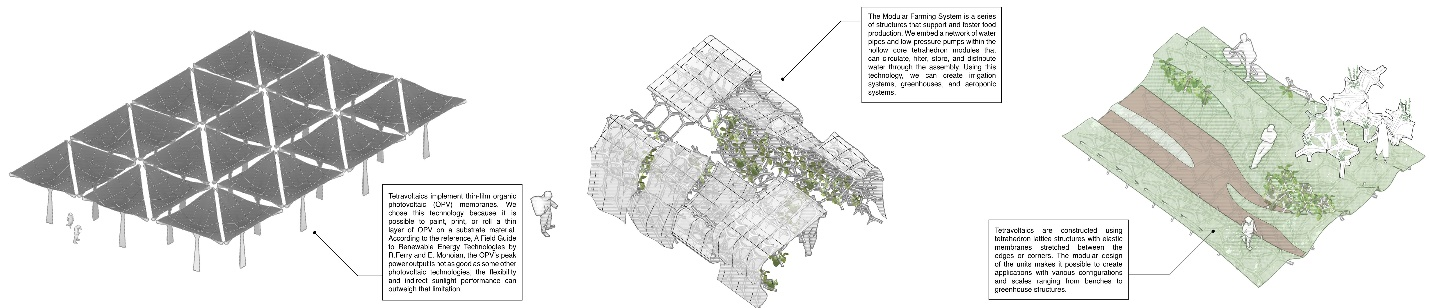 Tetravoltaics implement thin-film organic
photovoltaic (OPV) membranes. We
chose this technology because it is
possible to paint, print, or roll a thin
layer of OPV on a substrate material.
According to the reference, A Field Guide
to Renewable Energy Technologies by
R.Ferry and E. Monoian, the OPV's peak
power output is not as good as some other
photovoltaic technologies, the flexibility
and indirect sunlight performance can
outweigh that limitation.
The Modular Farming System is a series
of structures that support and foster food
production. We embed a network of water
pipes and low-pressure pumps within the
hollow core tetrahedron modules that
can circulate, filter, store, and distribute
water through the assembly. Using this
technology, we can create irrigation
systems, greenhouses, and aeroponic
systems.
Tetravoltaics are constructed using
tetrahedron lattice structures with elastic
membranes stretched between the
edges or corners. The modular design
of the units makes it possible to create
applications with various configurations
and scales ranging from benches to
greenhouse structures.